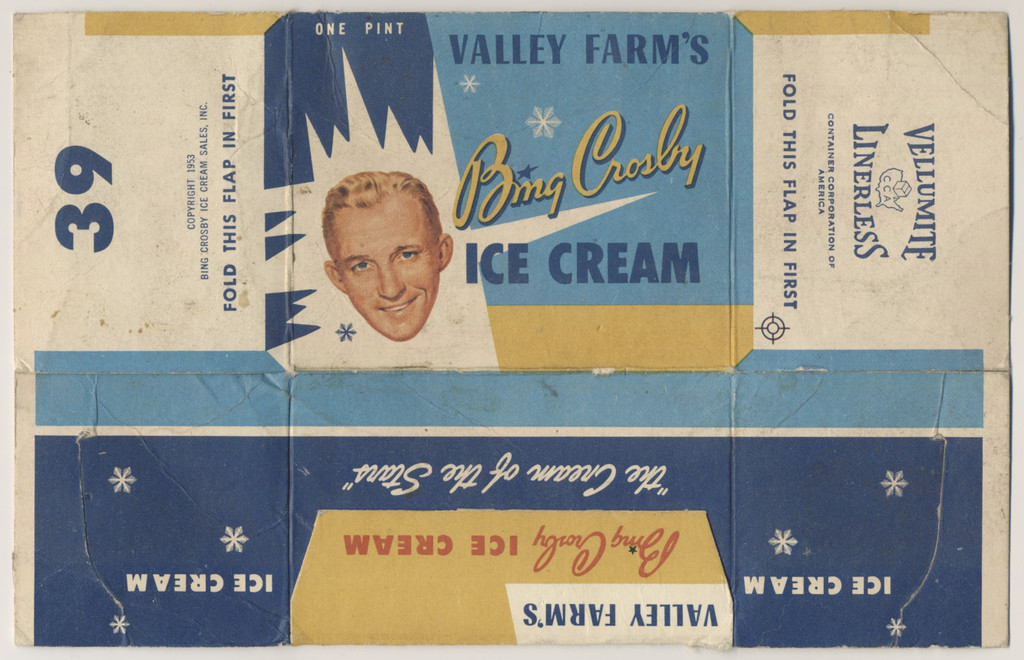 ONE PINT
VALLEY FARM'S
Bing Crosby
ICE CREAM
39
COPYRIGHT 1953
BING CROSBY ICE CREAM SALES, INC.
FOLD THIS FLAP IN FIRST
FOLD THIS FLAP IN FIRST
CONTAINER CORPORATION OF
AMERICA
VELLUMITE
LINERLESS
CCA
"the Cream of the Stars"
Bing Crosby ICE CREAM
VALLEY FARM'S
ICE CREAM
ICE CREAM